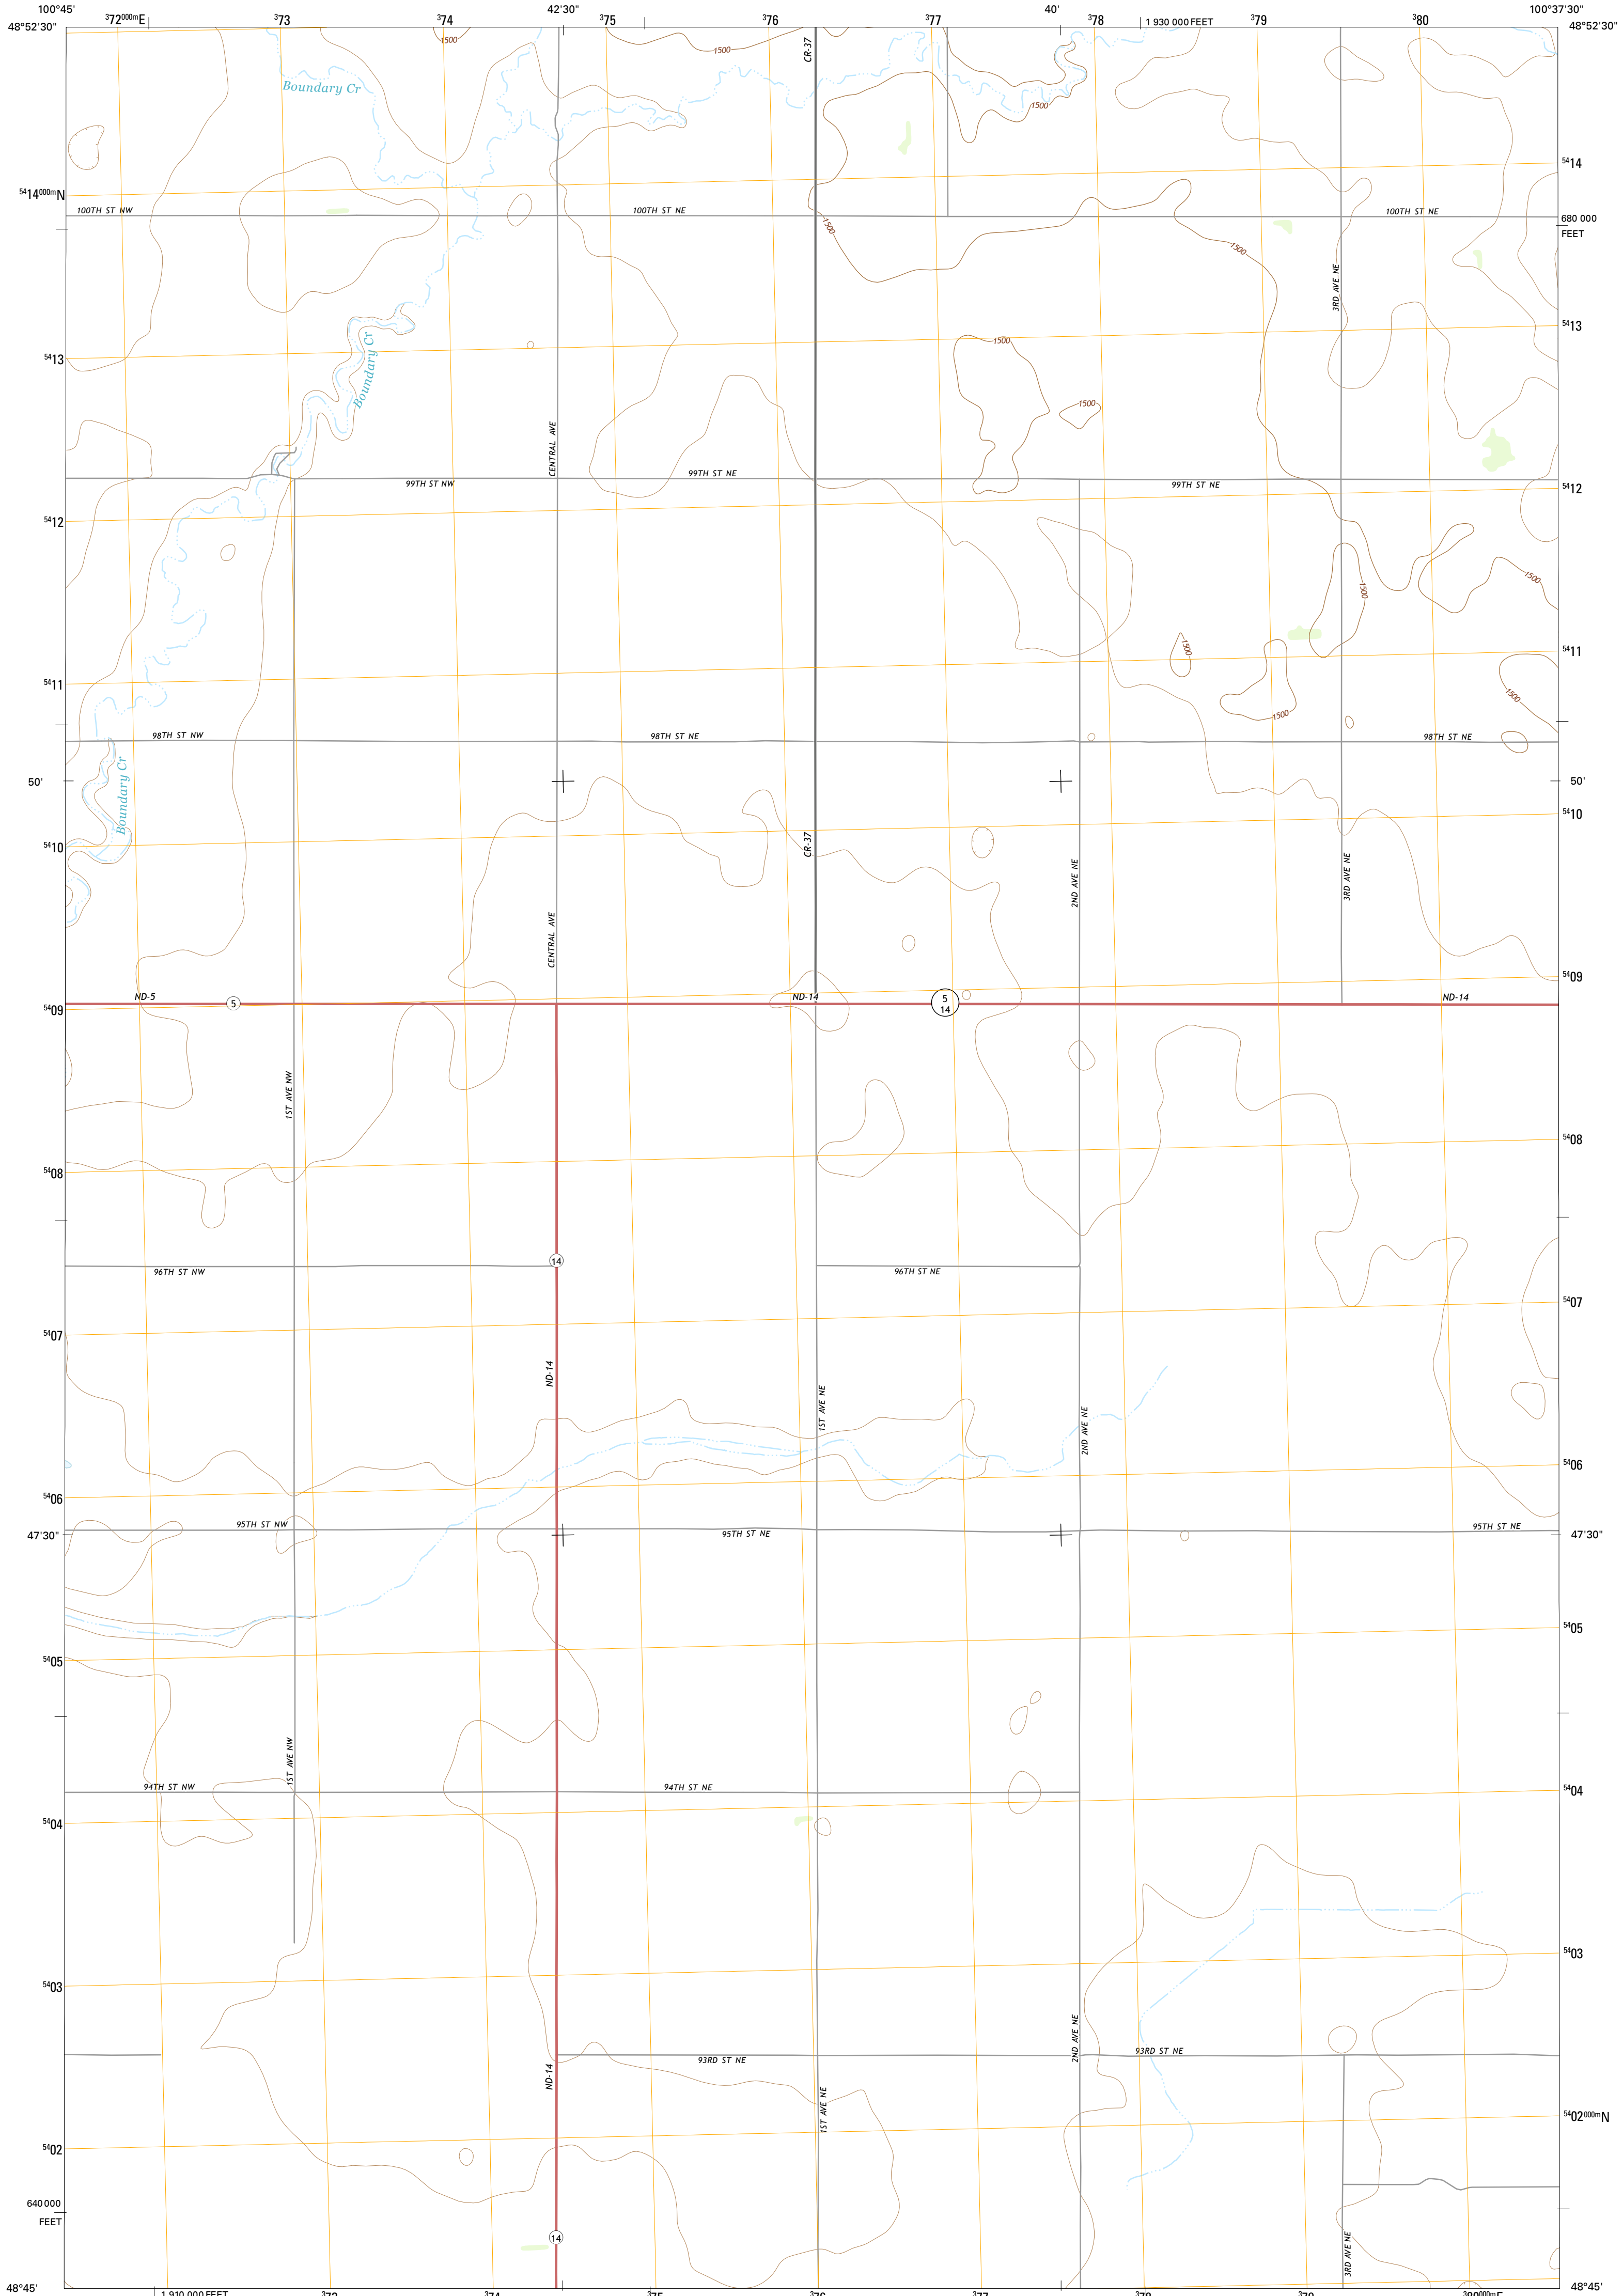 100°45' 372000mE 373 374 42'30" 375 376 377 40' 378 1 930 000 FEET 379 380 100°37'30"
48°52'30" 48°52'30"
1500 1500 CR-37
Boundary Cr
1500
5414
5414000mN
100TH ST NW 100TH ST NE 100TH ST NE 680 000
FEET
1500 1500
3RD AVE NE
5413
1500
5413
Boundary Cr
1500
CENTRAL AVE
99TH ST NW 99TH ST NE 99TH ST NE
5412
5412
1500 1500
1500
5411
5411
1500
1500
98TH ST NW 98TH ST NE 98TH ST NE
50' 50'
Boundary Cr
5410
CR-37
5410
2ND AVE NE 3RD AVE NE
CENTRAL AVE
5409
ND-5 5 ND-14 5 ND-14
14
5409
1ST AVE NW
5408
5408
14
96TH ST NW 96TH ST NE
5407
5407
ND-14
1ST AVE NE 2ND AVE NE
5406
5406
95TH ST NW 95TH ST NE 95TH ST NE
47'30" 47'30"
5405
5405
1ST AVE NW
94TH ST NW 94TH ST NE
5404
5404
5403
5403
2ND AVE NE
93RD ST NE 93RD ST NE
ND-14
1ST AVE NE
5402000mN
5402
640 000
FEET
14
3RD AVE NE
48°45' 48°45'
1 910 000 FEET 373 374 375 376 377 378 379 380000mE